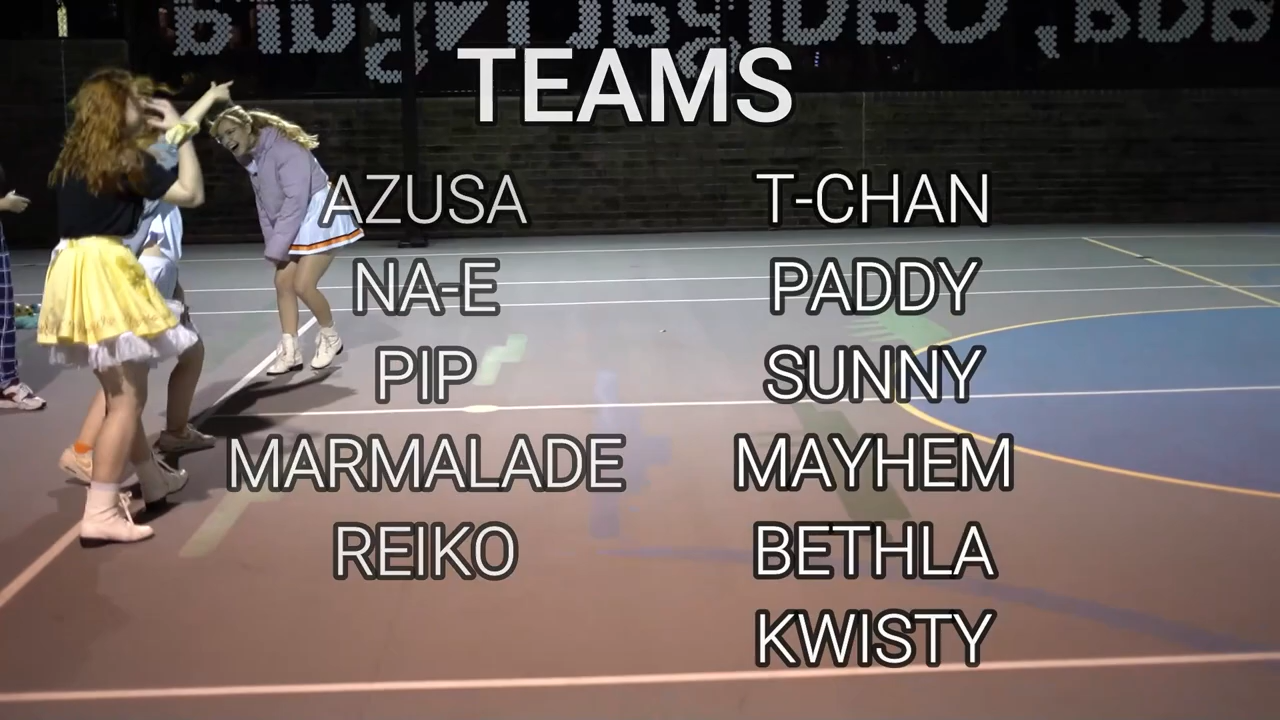 TEAMS
AZUSA
NA-E
PIP
MARMALADE
REIKO
T-CHAN
PADDY
SUNNY
MAYHEM
BETHLA
KWISTY